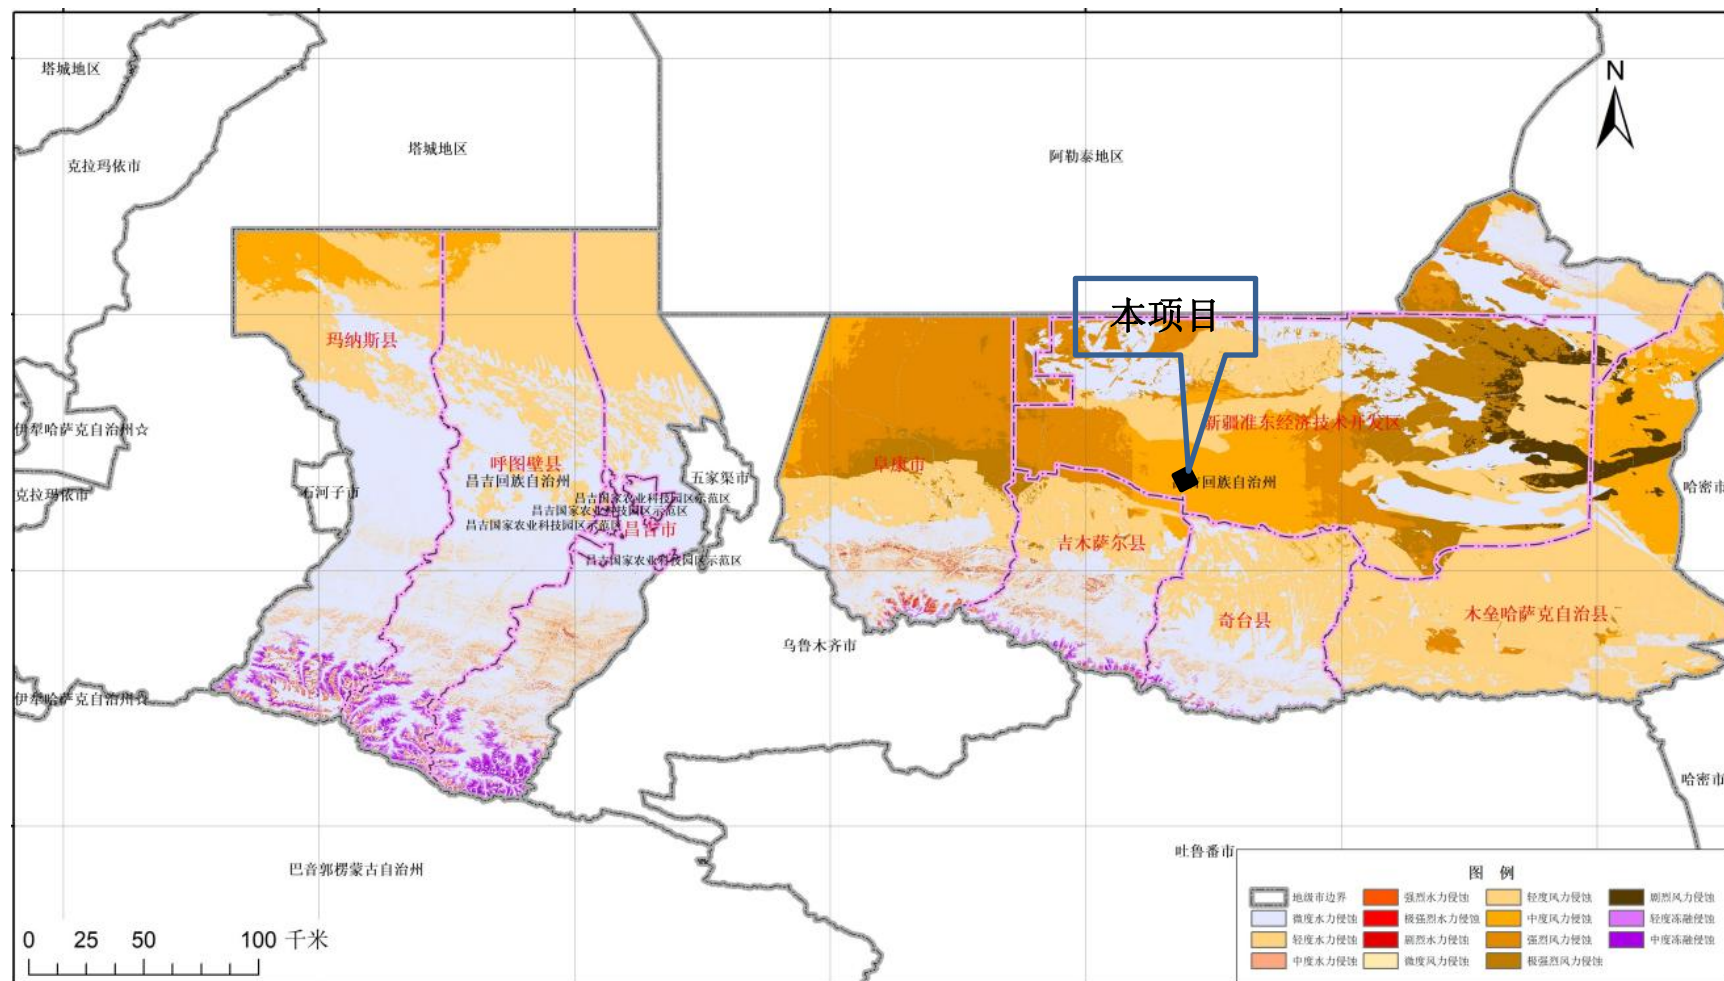 N
塔城地区
塔城地区
克拉玛依市
阿勒泰地区
本项目
玛纳斯县
新疆准东经济技术开发区
伊犁哈萨克自治州☆
呼图壁县
昌吉回族自治州
阜康市
五家渠市
克拉玛依市
石河子市
吉回族自治州
哈密市
昌吉国家农业科技园区示范区
昌吉国家农业科技园区示范区
昌吉国家农业科技园区示范区
昌吉市
昌吉国家农业科技园区示范区
吉木萨尔县
奇台县
木垒哈萨克自治县
乌鲁木齐市
伊犁哈萨克自治州☆
哈密市
巴音郭楞蒙古自治州
吐鲁番市
图 例
地级市边界
微度水力侵蚀
轻度水力侵蚀
中度水力侵蚀
强烈水力侵蚀
极强烈水力侵蚀
剧烈水力侵蚀
微度风力侵蚀
轻度风力侵蚀
中度风力侵蚀
强烈风力侵蚀
极强烈风力侵蚀
剧烈风力侵蚀
轻度冻融侵蚀
中度冻融侵蚀
0 25 50 100 千米